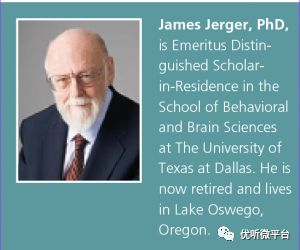 James Jerger, PhD,
is Emeritus Distin-
guished Scholar-
in-Residence in the
School of Behavioral
and Brain Sciences
at The University of
Texas at Dallas. He is
now retired and lives
in Lake Oswego,
Oregon.
优听微平台